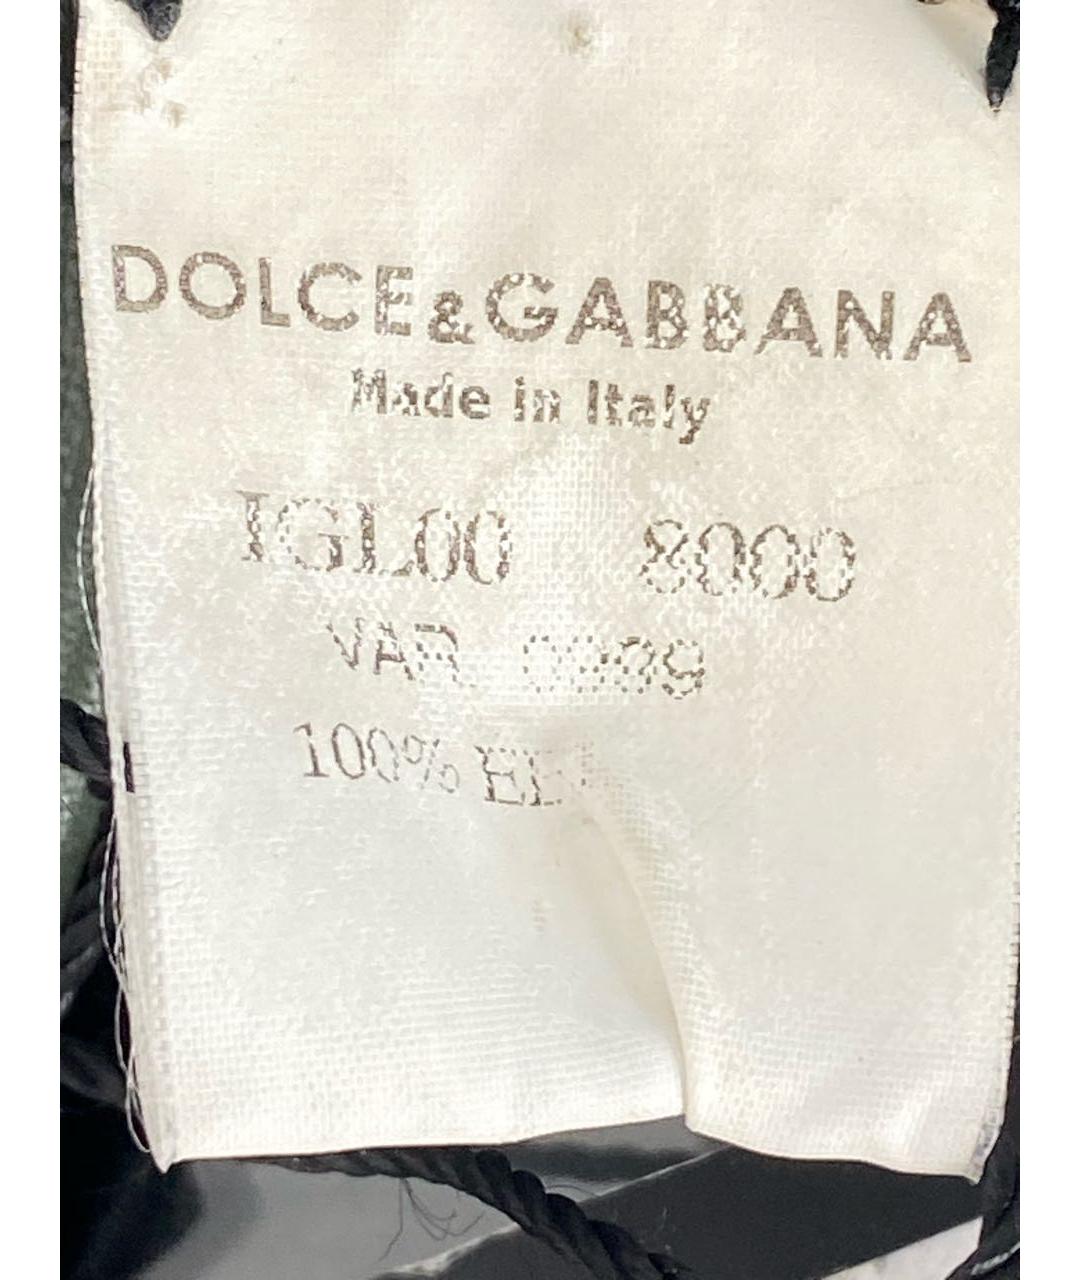 DOLCE&GABBANA
Made in Italy
IGL00 8000
VAR
100%